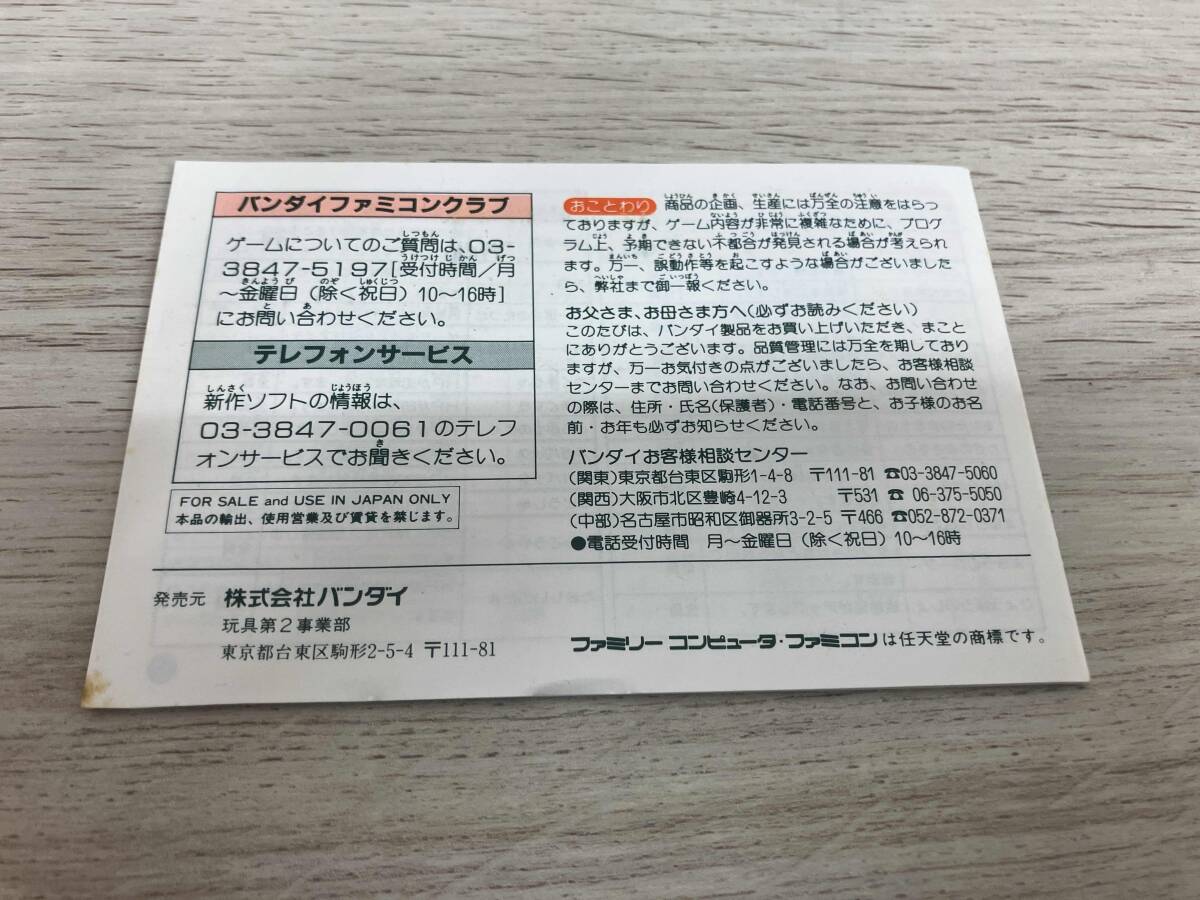 バンダイファミコンクラブ
ゲームについてのご質問は、03-
3847-5197[受付時間/月
～金曜日(除く祝日)10～16時]
にお問い合わせください。
テレフォンサービス
新作ソフトの情報は、
03-3847-0061のテレフ
ォンサービスでお聞きください。
FOR SALE and USE IN JAPAN ONLY
本品の輸出、使用営業及び賃貸を禁じます。
おことわり 商品の企画、生産には万全の注意をはらっ
ておりますが、ゲーム内容が非常に複雑なために、プログ
ラム上、予期できない不都合が発見される場合が考えられ
ます。万一、誤動作等を起こすような場合がございました
ら、弊社まで御一報ください。
お父さま、お母さま方へ(必ずお読みください)
このたびは、バンダイ製品をお買い上げいただき、まこと
にありがとうございます。品質管理には万全を期しており
ますが、万一お気付きの点がございましたら、お客様相談
センターまでお問い合わせください。なお、お問い合わせ
の際は、住所・氏名(保護者)・電話番号と、お子様のお名
前・お年も必ずお知らせください。
バンダイお客様相談センター
(関東)東京都台東区駒形1-4-8 〒111-81 ☎03-3847-5060
(関西)大阪市北区豊崎4-12-3 〒531 ☎ 06-375-5050
(中部)名古屋市昭和区御器所3-2-5 〒466 ☎052-872-0371
●電話受付時間 月～金曜日(除く祝日)10～16時
発売元 株式会社バンダイ
玩具第2事業部
東京都台東区駒形2-5-4 〒111-81
ファミリー コンピュータ・ファミコンは任天堂の商標です。